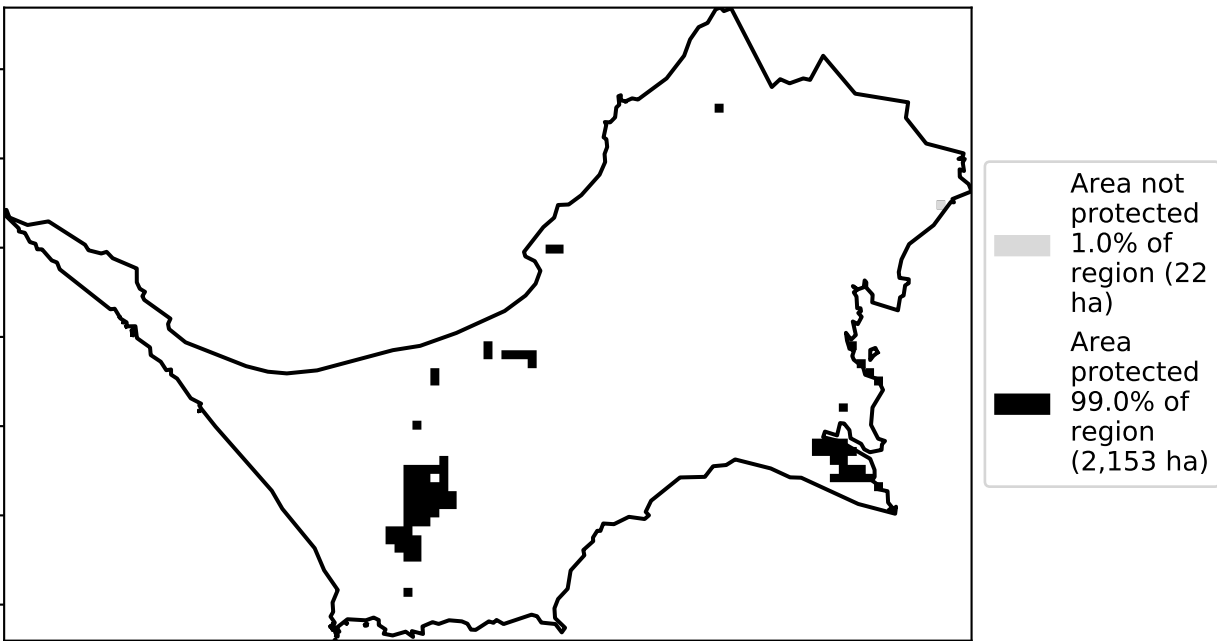 Area not
protected
1.0% of
region (22
ha)
Area
protected
99.0% of
region
(2,153 ha)